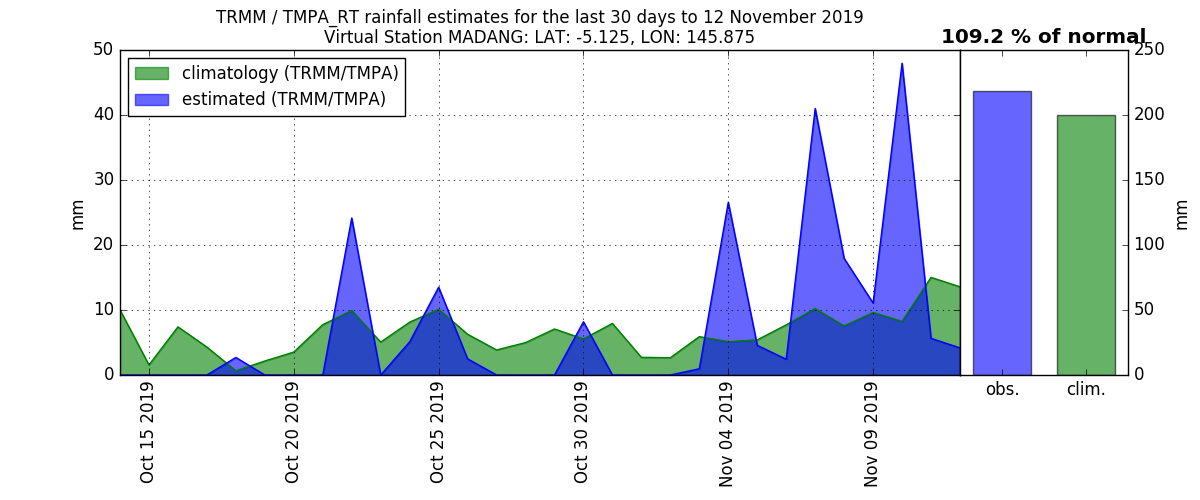 TRMM / TMPA_RT rainfall estimates for the last 30 days to 12 November 2019
Virtual Station MADANG: LAT: -5.125, LON: 145.875
109.2 % of normal
climatology (TRMM/TMPA)
estimated (TRMM/TMPA)
50
40
30
20
10
0
mm
Oct 15 2019
Oct 20 2019
Oct 25 2019
Oct 30 2019
Nov 04 2019
Nov 09 2019
obs.
clim.
250
200
150
100
50
0
mm